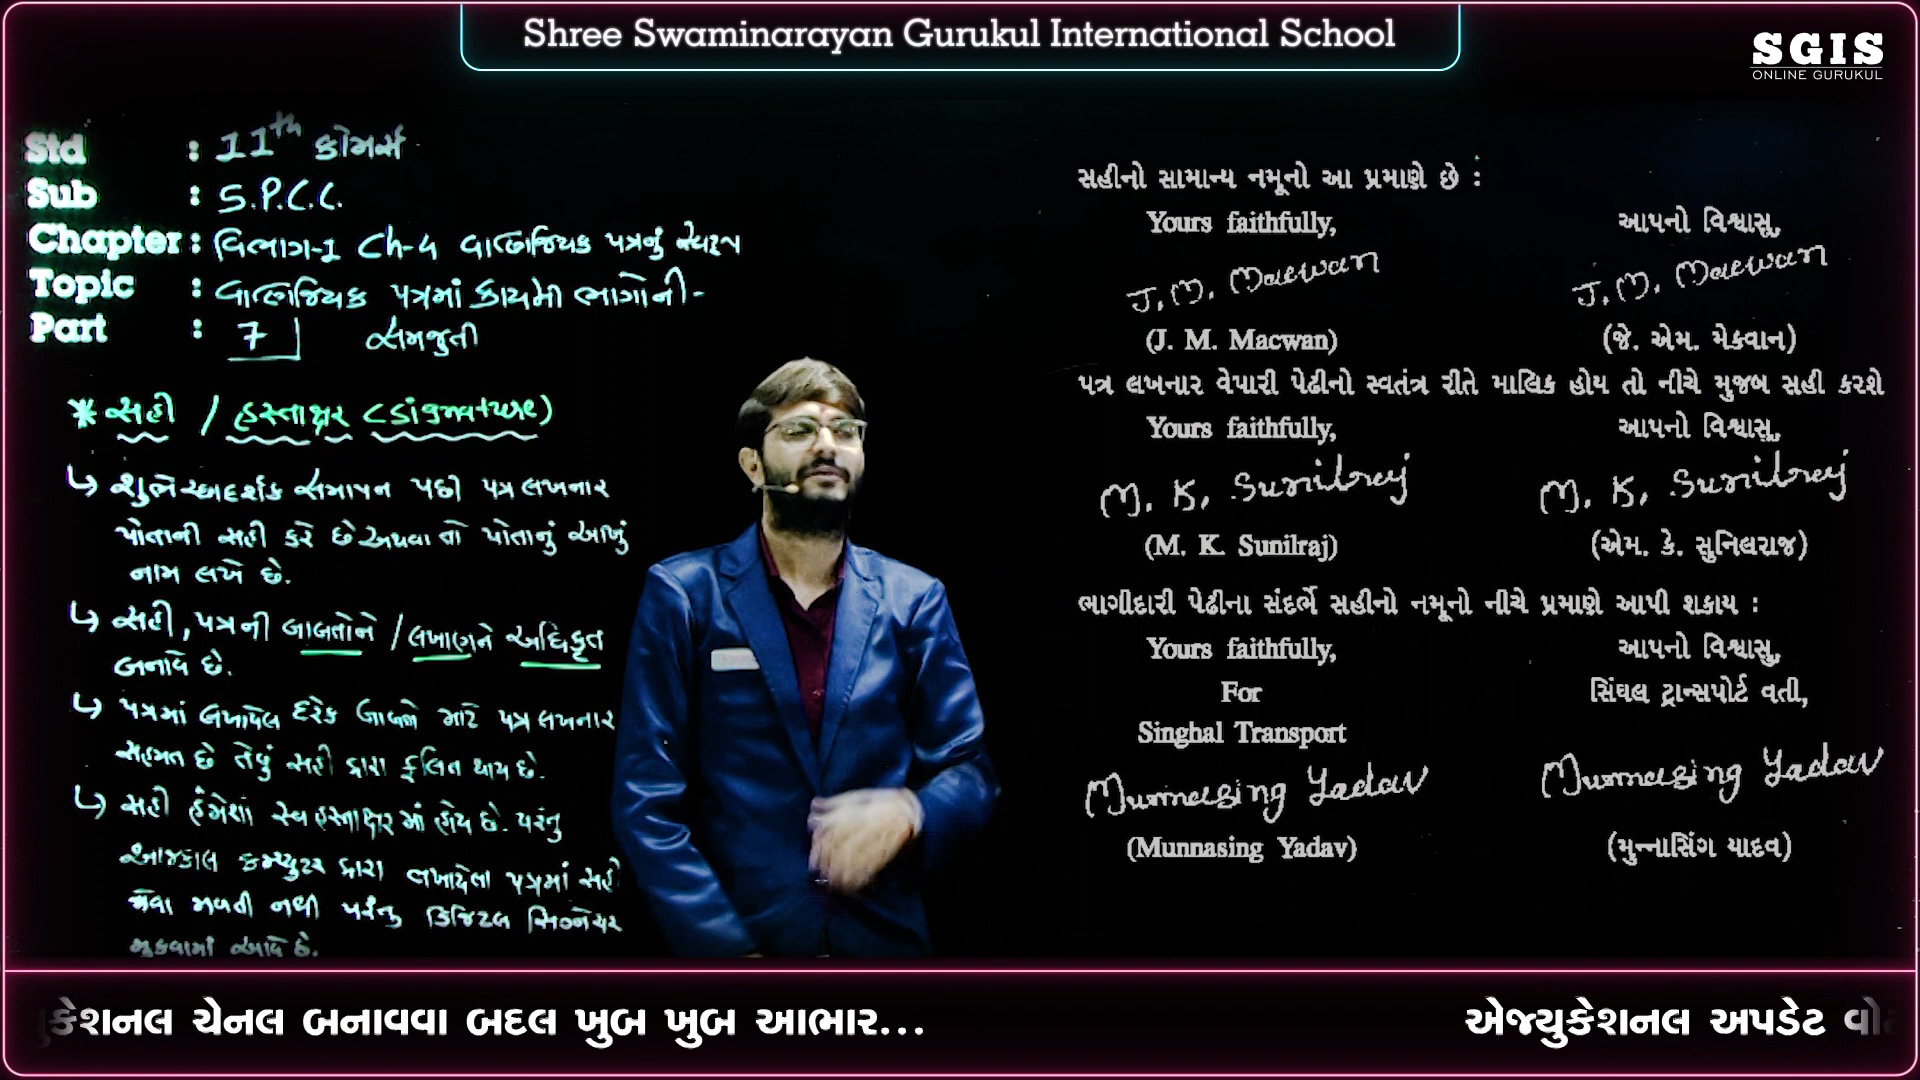 Shree Swaminarayan Gurukul International School
SGIS
ONLINE GURUKUL
Std : 11th કોમર્સ
Sub : S.P.C.C.
Chapter : વિભાગ-1 Ch-4 વાણિજ્યિક પત્રનું સ્વરૂપ
Topic : વાણિજ્યિક પત્રમાં કાયમી ભાગોની-
Part : 7 સમજુતી
* સહી / હસ્તાક્ષર (Signature)
↳ શુભેચ્છાદર્શક સમાપન પછી પત્ર લખનાર
પોતાની સહી કરે છે અથવા તો પોતાનું આખું
નામ લખે છે.
↳ સહી, પત્રની બાબતોને / લખાણને અધિકૃત
બનાવે છે.
↳ પત્રમાં લખાયેલ દરેક બાબત માટે પત્ર લખનાર
સહમત છે તેવું સહી દ્વારા ફલિત થાય છે.
↳ સહી હંમેશા સ્વહસ્તાક્ષરમાં હોય છે. પરંતુ
આજકાલ કમ્પ્યુટર દ્વારા લખાયેલા પત્રમાં સહી
જોવા મળતી નથી પરંતુ ડિજિટલ સિગ્નેચર
મૂકવામાં આવે છે.
સહીનો સામાન્ય નમૂનો આ પ્રમાણે છે :
Yours faithfully, આપનો વિશ્વાસુ,
J. M. Macwan J. M. Macwan
(J. M. Macwan) (જે. એમ. મેકવાન)
પત્ર લખનાર વેપારી પેઢીનો સ્વતંત્ર રીતે માલિક હોય તો નીચે મુજબ સહી કરશે
Yours faithfully, આપનો વિશ્વાસુ,
M. K. Sunilraj M. K. Sunilraj
(M. K. Sunilraj) (એમ. કે. સુનિલરાજ)
ભાગીદારી પેઢીના સંદર્ભે સહીનો નમૂનો નીચે પ્રમાણે આપી શકાય :
Yours faithfully, આપનો વિશ્વાસુ,
For સિંઘલ ટ્રાન્સપોર્ટ વતી,
Singhal Transport
Munnasing Yadav Munnasing Yadav
(Munnasing Yadav) (મુન્નાસિંગ યાદવ)
કેશનલ ચેનલ બનાવવા બદલ ખુબ ખુબ આભાર... એજ્યુકેશનલ અપડેટ